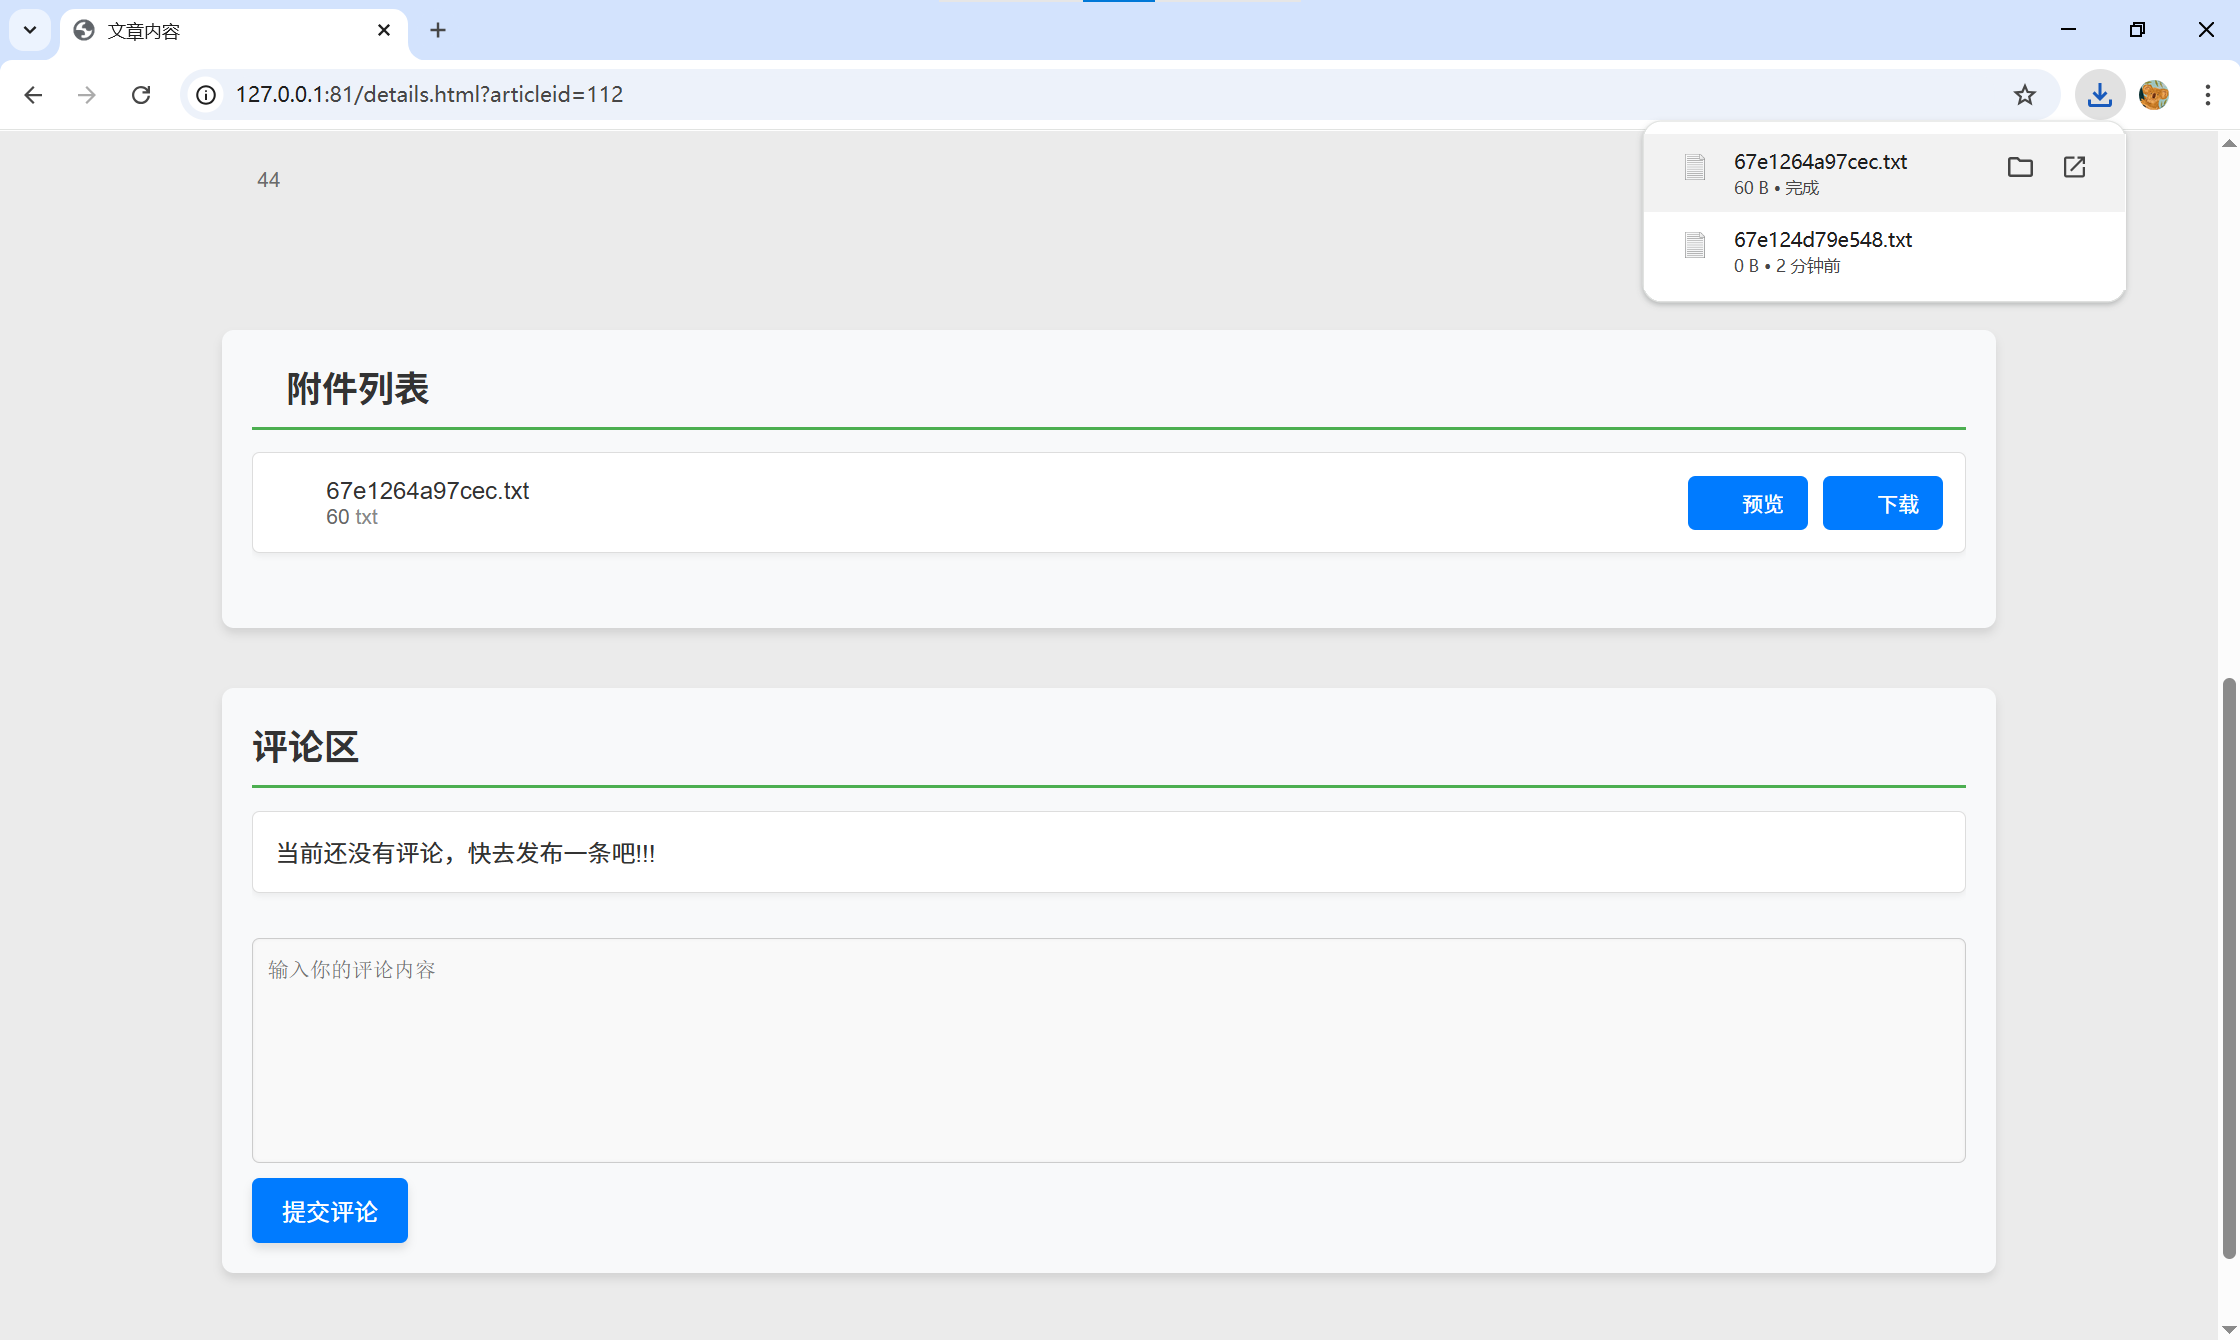 文章内容
127.0.0.1:81/details.html?articleid=112
67e1264a97cec.txt
60 B • 完成
67e124d79e548.txt
0 B • 2 分钟前
44
附件列表
67e1264a97cec.txt
60 txt
预览
下载
评论区
当前还没有评论，快去发布一条吧!!!
输入你的评论内容
提交评论